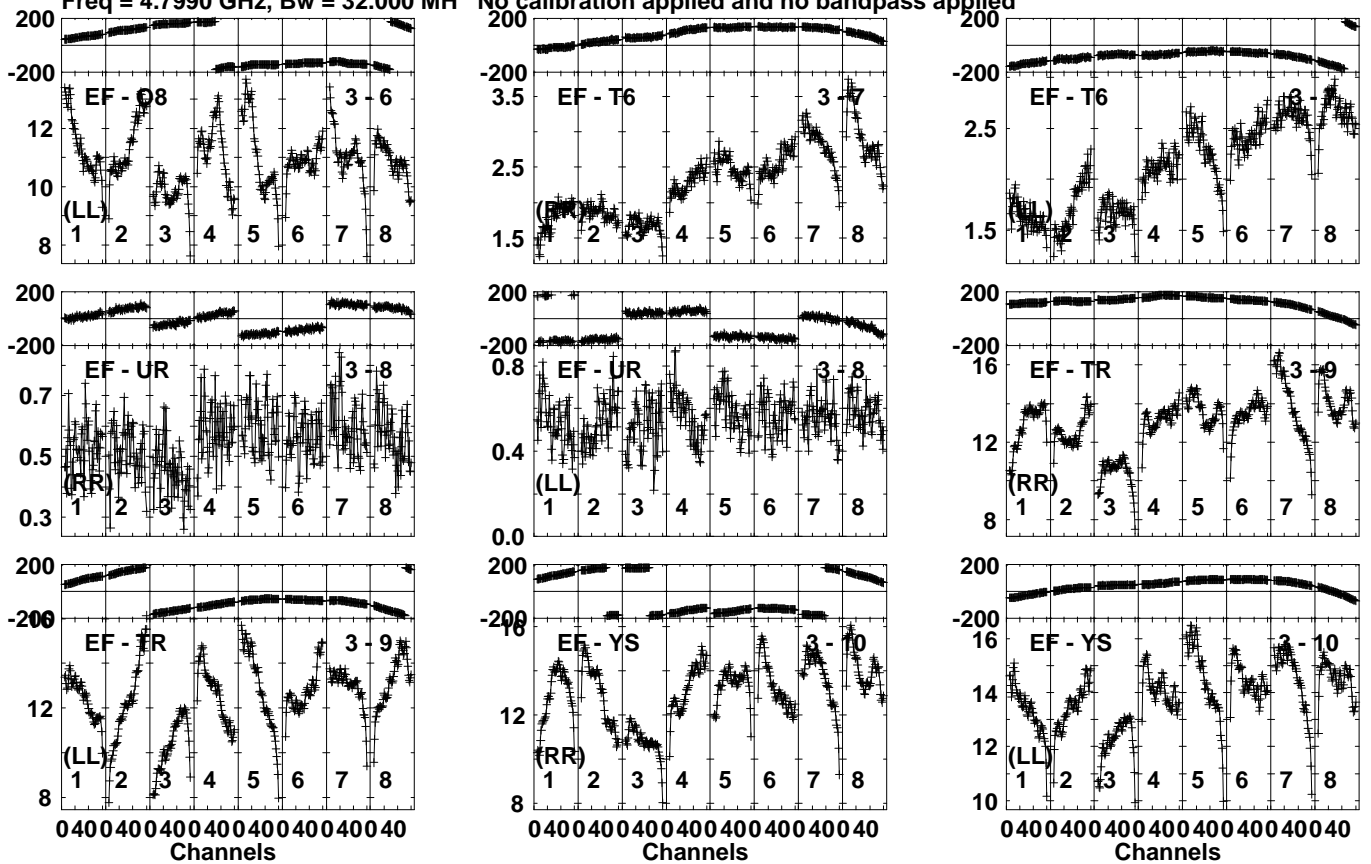 Freq = 4.7990 GHz, Bw = 32.000 MH No calibration applied and no bandpass applied
200 200 200
-200 -200 -200
EF - O8 3 - 6 EF - T6 3 - 7 EF - T6 3 -
12 3.5 2.5
10 2.5
8 1.5 1.5
(LL) (RR) (LL)
1 2 3 4 5 6 7 8 1 2 3 4 5 6 7 8 1 2 3 4 5 6 7 8
200 200 200
-200 -200 -200
EF - UR 3 - 8 EF - UR 3 - 8 EF - TR 3 - 9
0.7 0.8 16
0.5 0.4 12
0.3 0.0 8
(RR) (LL) (RR)
1 2 3 4 5 6 7 8 1 2 3 4 5 6 7 8 1 2 3 4 5 6 7 8
200 200 200
-200 -200 -200
16 16 16
EF - TR 3 - 9 EF - YS 3 - 10 EF - YS 3 - 10
12 12 14
8 8 12
10
(LL) (RR) (LL)
1 2 3 4 5 6 7 8 1 2 3 4 5 6 7 8 1 2 3 4 5 6 7 8
0 40 0 40 0 40 0 40 0 40 0 40 0 40 0 40 0 40 0 40 0 40 0 40 0 40 0 40 0 40 0 40 0 40 0 40 0 40 0 40 0 40 0 40 0 40 0 40
Channels Channels Channels